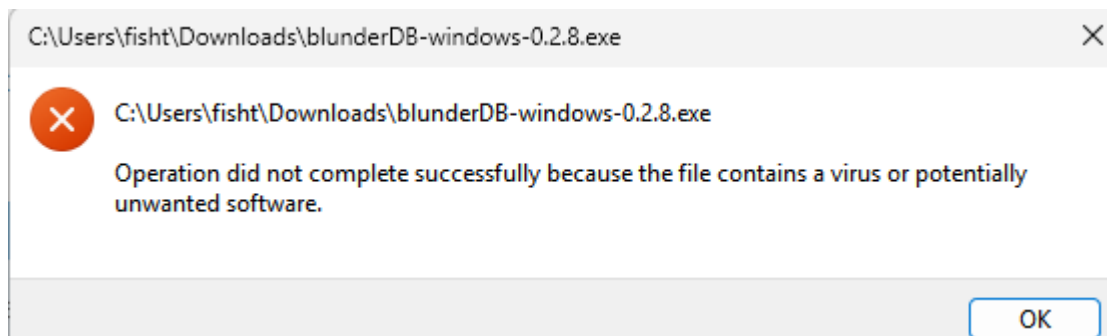 C:\Users\fisht\Downloads\blunderDB-windows-0.2.8.exe
C:\Users\fisht\Downloads\blunderDB-windows-0.2.8.exe
Operation did not complete successfully because the file contains a virus or potentially
unwanted software.
OK